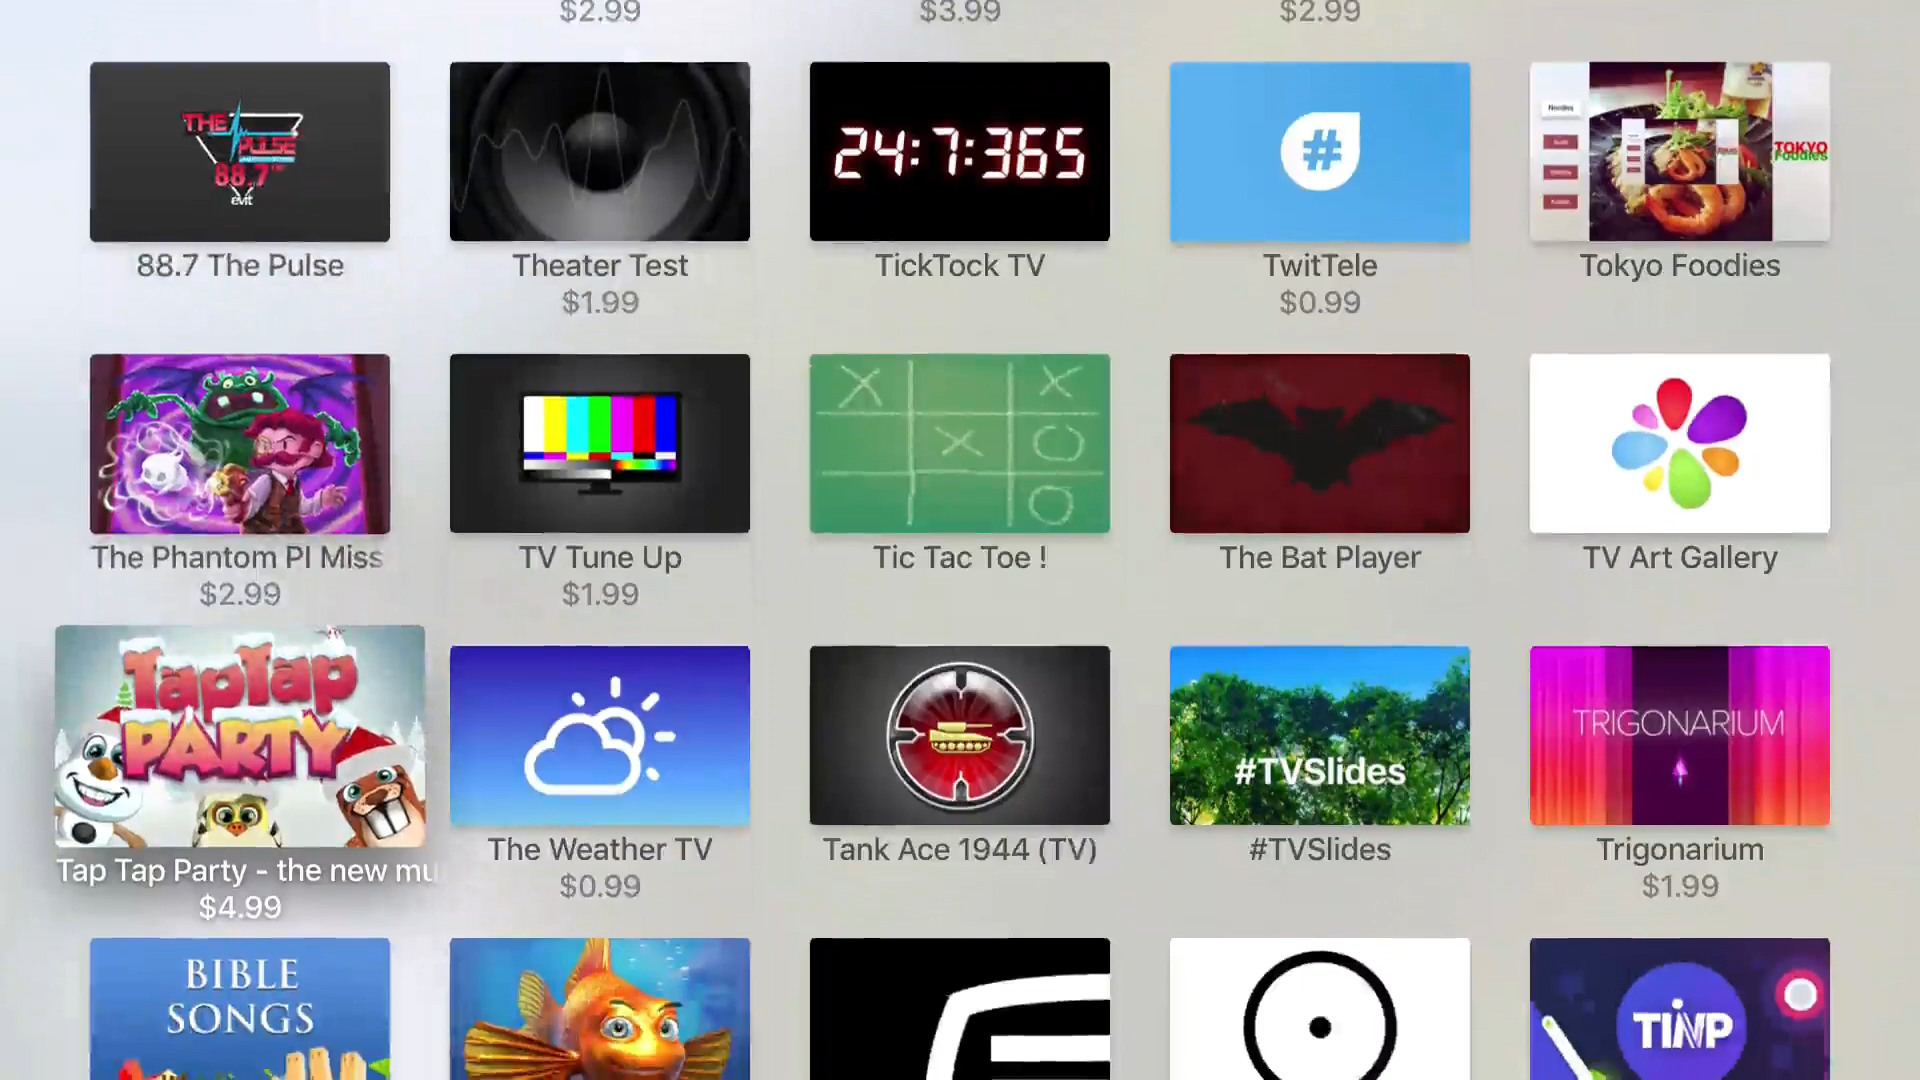 $2.99 $3.99 $2.99
THE
PULSE
88.7
evit
24:7:365
#
Noodles
TOKYO
Foodies
88.7 The Pulse Theater Test TickTock TV TwitTele Tokyo Foodies
$1.99 $0.99
The Phantom PI Miss TV Tune Up Tic Tac Toe ! The Bat Player TV Art Gallery
$2.99 $1.99
TapTap
PARTY
#TVSlides
TRIGONARIUM
The Weather TV Tank Ace 1944 (TV) #TVSlides Trigonarium
Tap Tap Party - the new mu
$0.99 $1.99
$4.99
BIBLE
SONGS
TINP